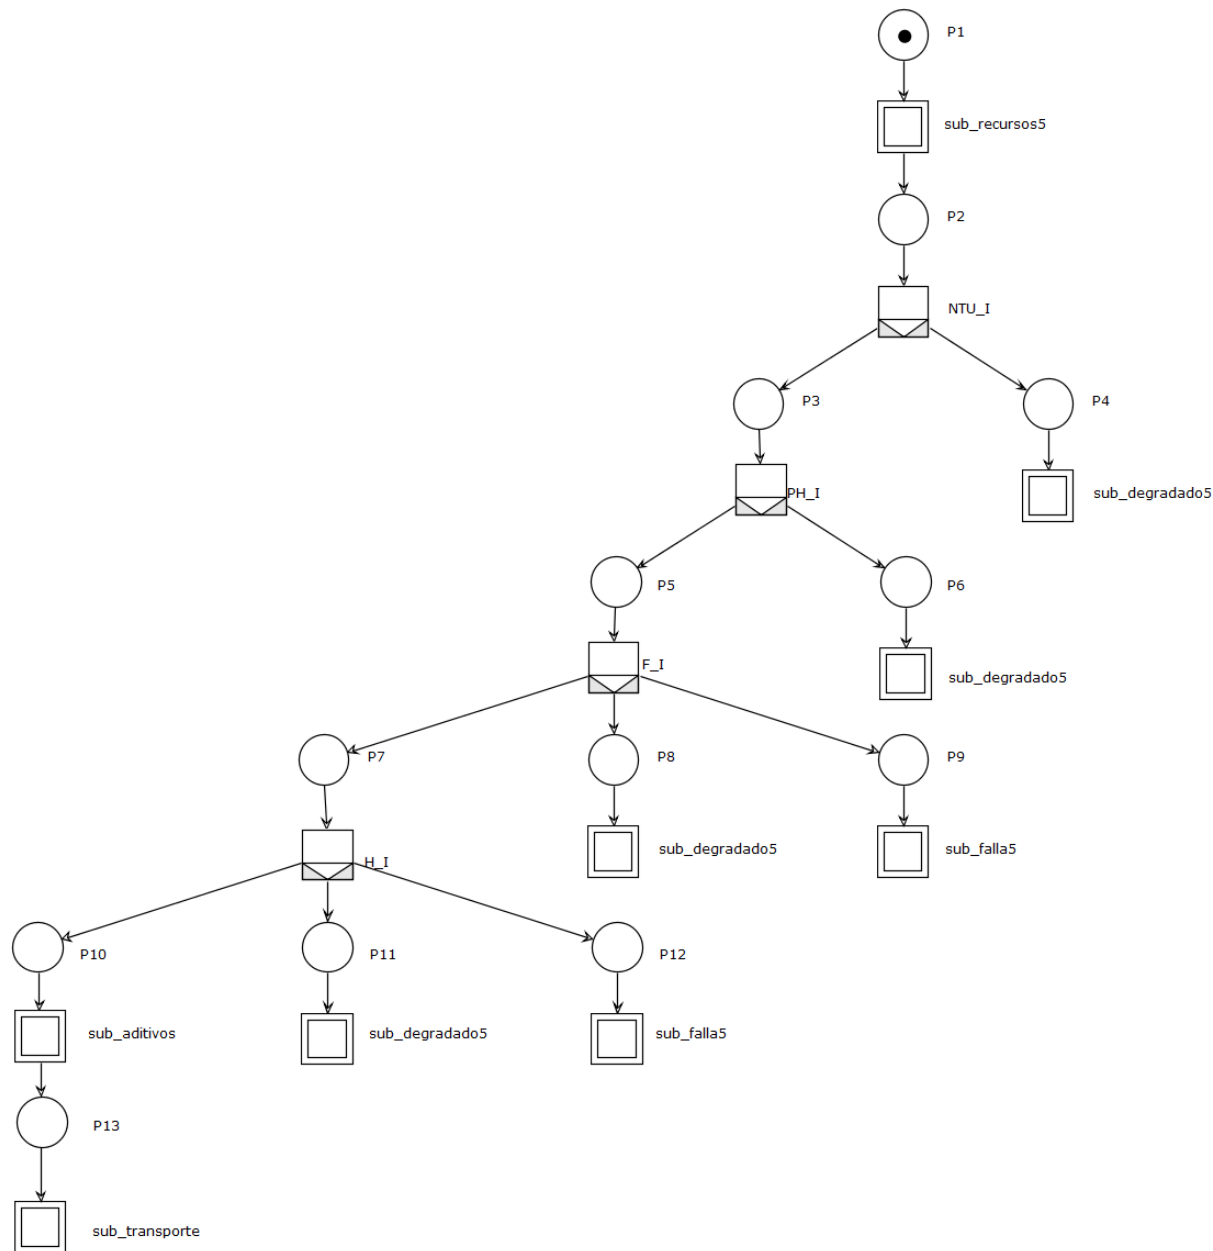 P1
sub_recursos5
P2
NTU_I
P3
P4
PH_I
sub_degradado5
P5
P6
F_I
sub_degradado5
P7
P8
P9
sub_degradado5
sub_falla5
H_I
P10
P11
P12
sub_aditivos
sub_degradado5
sub_falla5
P13
sub_transporte